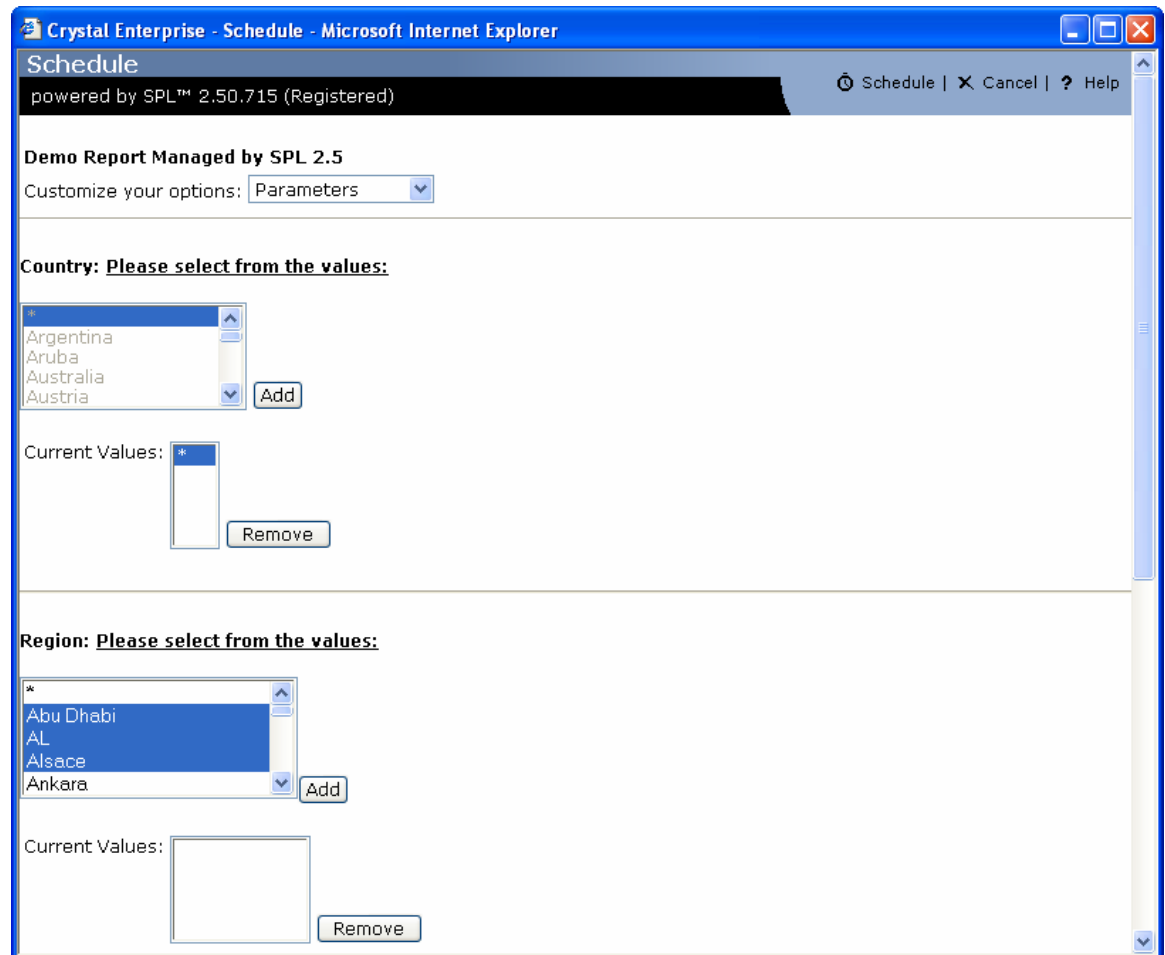 Crystal Enterprise - Schedule - Microsoft Internet Explorer
Schedule
powered by SPL™ 2.50.715 (Registered)
Schedule | X Cancel | ? Help
Demo Report Managed by SPL 2.5
Customize your options: Parameters
Country: Please select from the values:
*
Argentina
Aruba
Australia
Austria
Add
Current Values: *
Remove
Region: Please select from the values:
*
Abu Dhabi
AL
Alsace
Ankara
Add
Current Values:
Remove